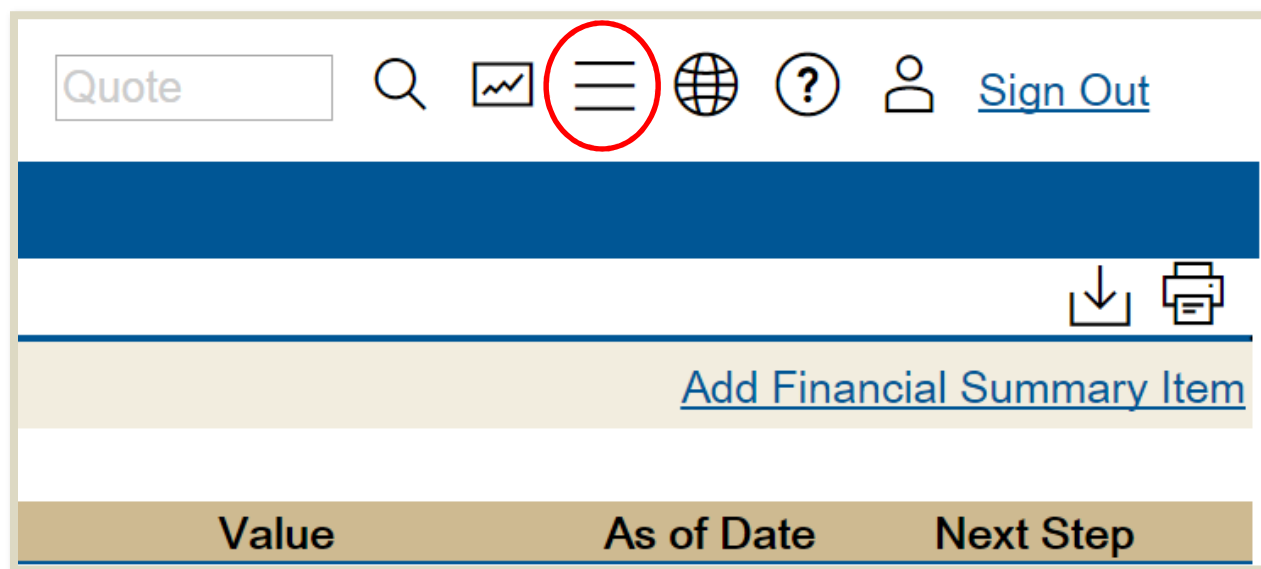 Quote ? Sign Out
Add Financial Summary Item
Value As of Date Next Step